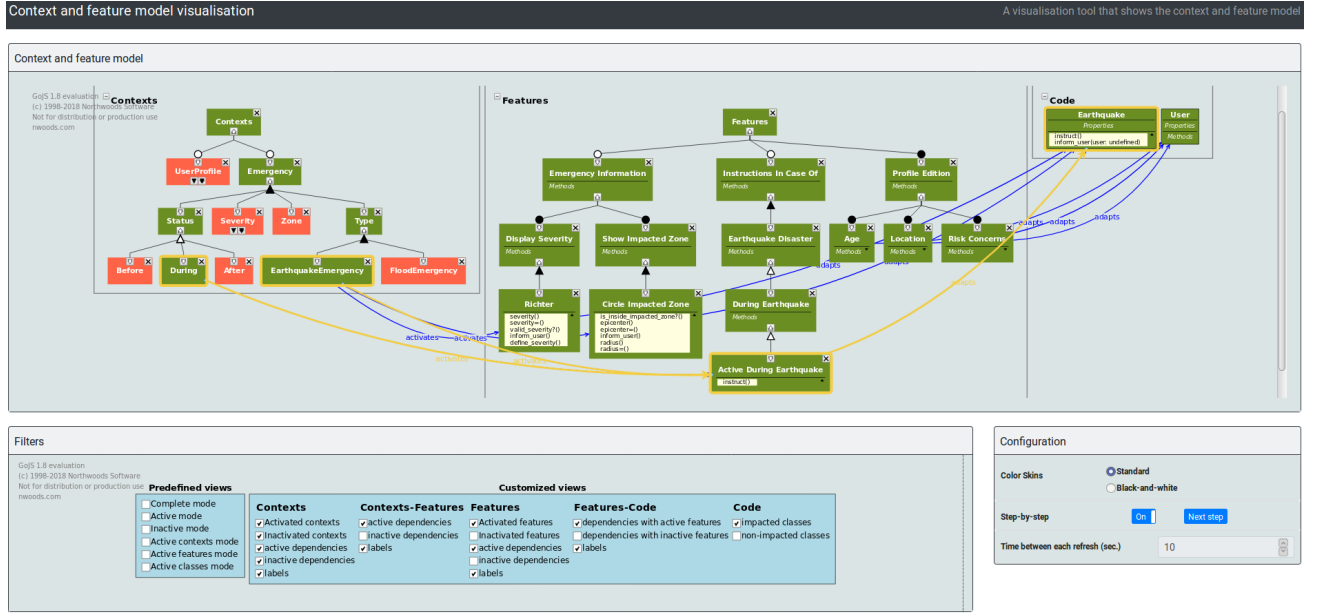 Context and feature model visualisation
A visualisation tool that shows the context and feature model
Context and feature model
GoJS 1.8 evaluation
(c) 1998-2018 Northwoods Software
Not for distribution or production use
nwoods.com
Contexts
Contexts
UserProfile
Emergency
Status
Severity
Zone
Type
Before
During
After
EarthquakeEmergency
FloodEmergency
activates
activates
activates
activates
Features
Features
Emergency Information
Methods
Instructions In Case Of
Methods
Profile Edition
Methods
Display Severity
Methods
Show Impacted Zone
Methods
Earthquake Disaster
Methods
Age
Methods
Location
Methods
Risk Concerns
Methods
Richter
severity()
severity=()
valid_severity?()
inform_user()
define_severity()
Circle Impacted Zone
is_inside_impacted_zone?()
epicenter()
epicenter=()
inform_user()
radius()
radius=()
During Earthquake
Methods
Active During Earthquake
instruct()
adapts
adapts
adapts
adapts
adapts
adapts
Code
Earthquake
Properties
instruct()
inform_user(user: undefined)
User
Properties
Methods
Filters
GoJS 1.8 evaluation
(c) 1998-2018 Northwoods Software
Not for distribution or production use
nwoods.com
Predefined views
Complete mode
Active mode
Inactive mode
Active contexts mode
Active features mode
Active classes mode
Customized views
Contexts
Activated contexts
Inactivated contexts
active dependencies
inactive dependencies
labels
Contexts-Features
active dependencies
inactive dependencies
labels
Features
Activated features
Inactivated features
active dependencies
inactive dependencies
labels
Features-Code
dependencies with active features
dependencies with inactive features
labels
Code
impacted classes
non-impacted classes
Configuration
Color Skins
Standard
Black-and-white
Step-by-step
On
Next step
Time between each refresh (sec.)
10